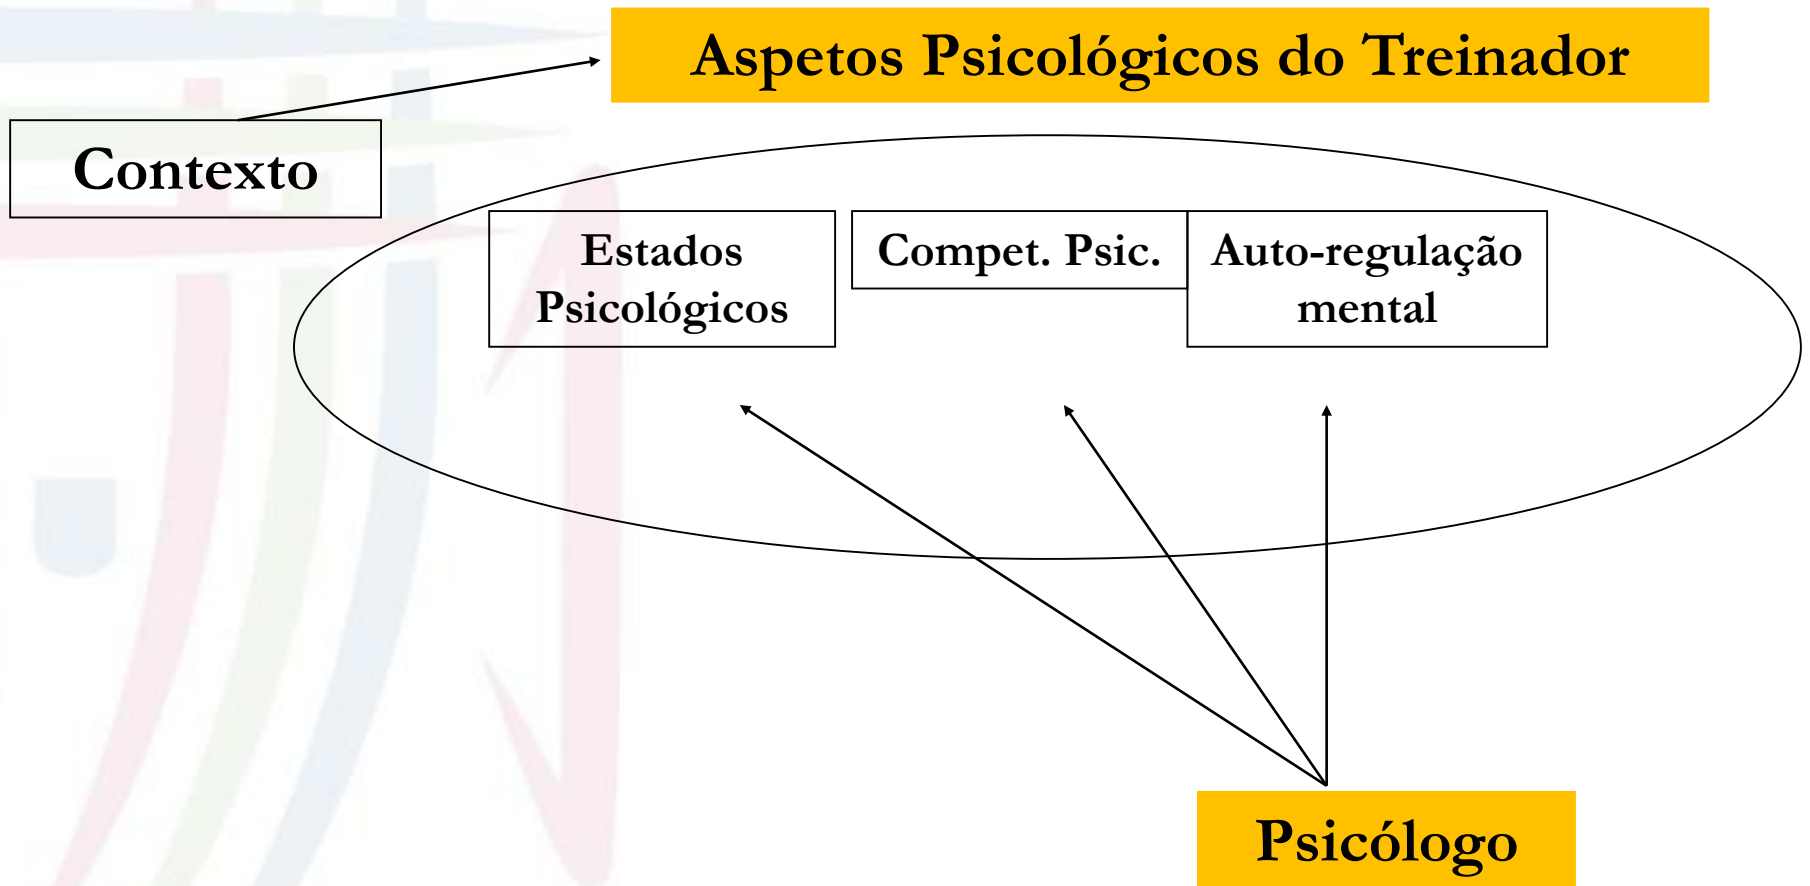 Aspetos Psicológicos do Treinador
Contexto
Estados
Psicológicos
Compet. Psic.
Auto-regulação
mental
Psicólogo